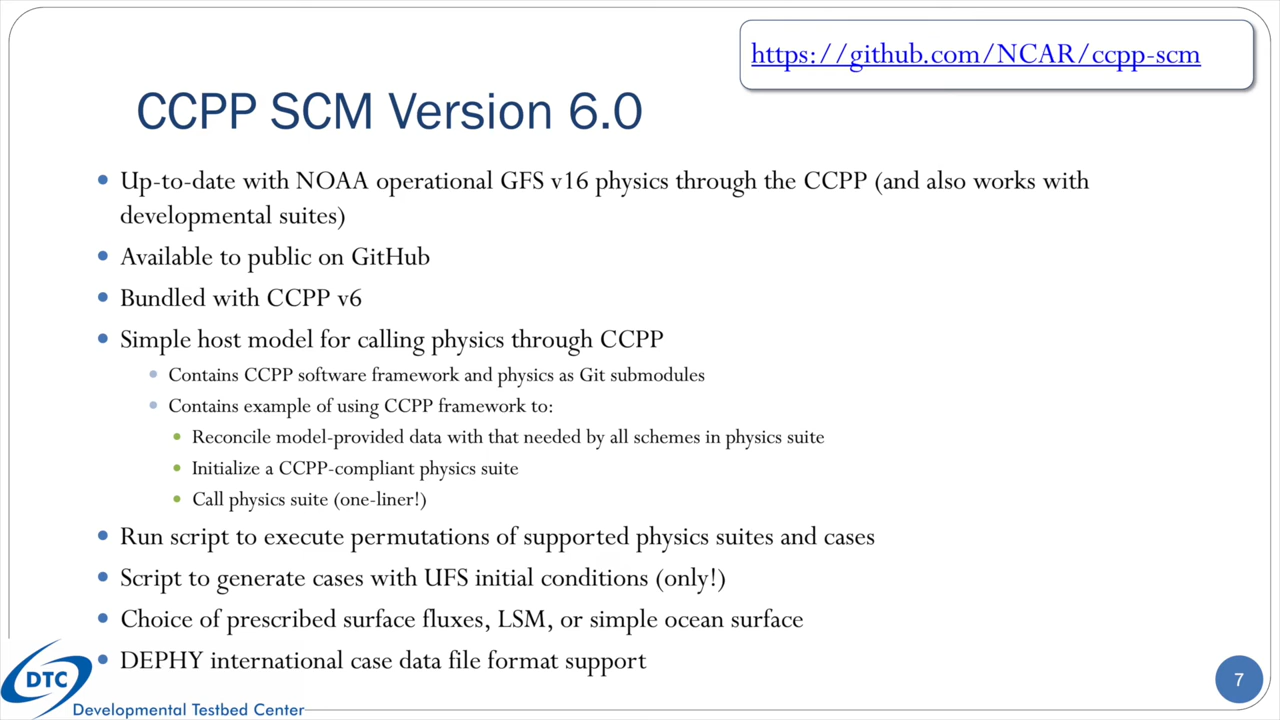 https://github.com/NCAR/ccpp-scm
CCPP SCM Version 6.0
Up-to-date with NOAA operational GFS v16 physics through the CCPP (and also works with
developmental suites)
Available to public on GitHub
Bundled with CCPP v6
Simple host model for calling physics through CCPP
Contains CCPP software framework and physics as Git submodules
Contains example of using CCPP framework to:
Reconcile model-provided data with that needed by all schemes in physics suite
Initialize a CCPP-compliant physics suite
Call physics suite (one-liner!)
Run script to execute permutations of supported physics suites and cases
Script to generate cases with UFS initial conditions (only!)
Choice of prescribed surface fluxes, LSM, or simple ocean surface
DEPHY international case data file format support
DTC
Developmental Testbed Center
7